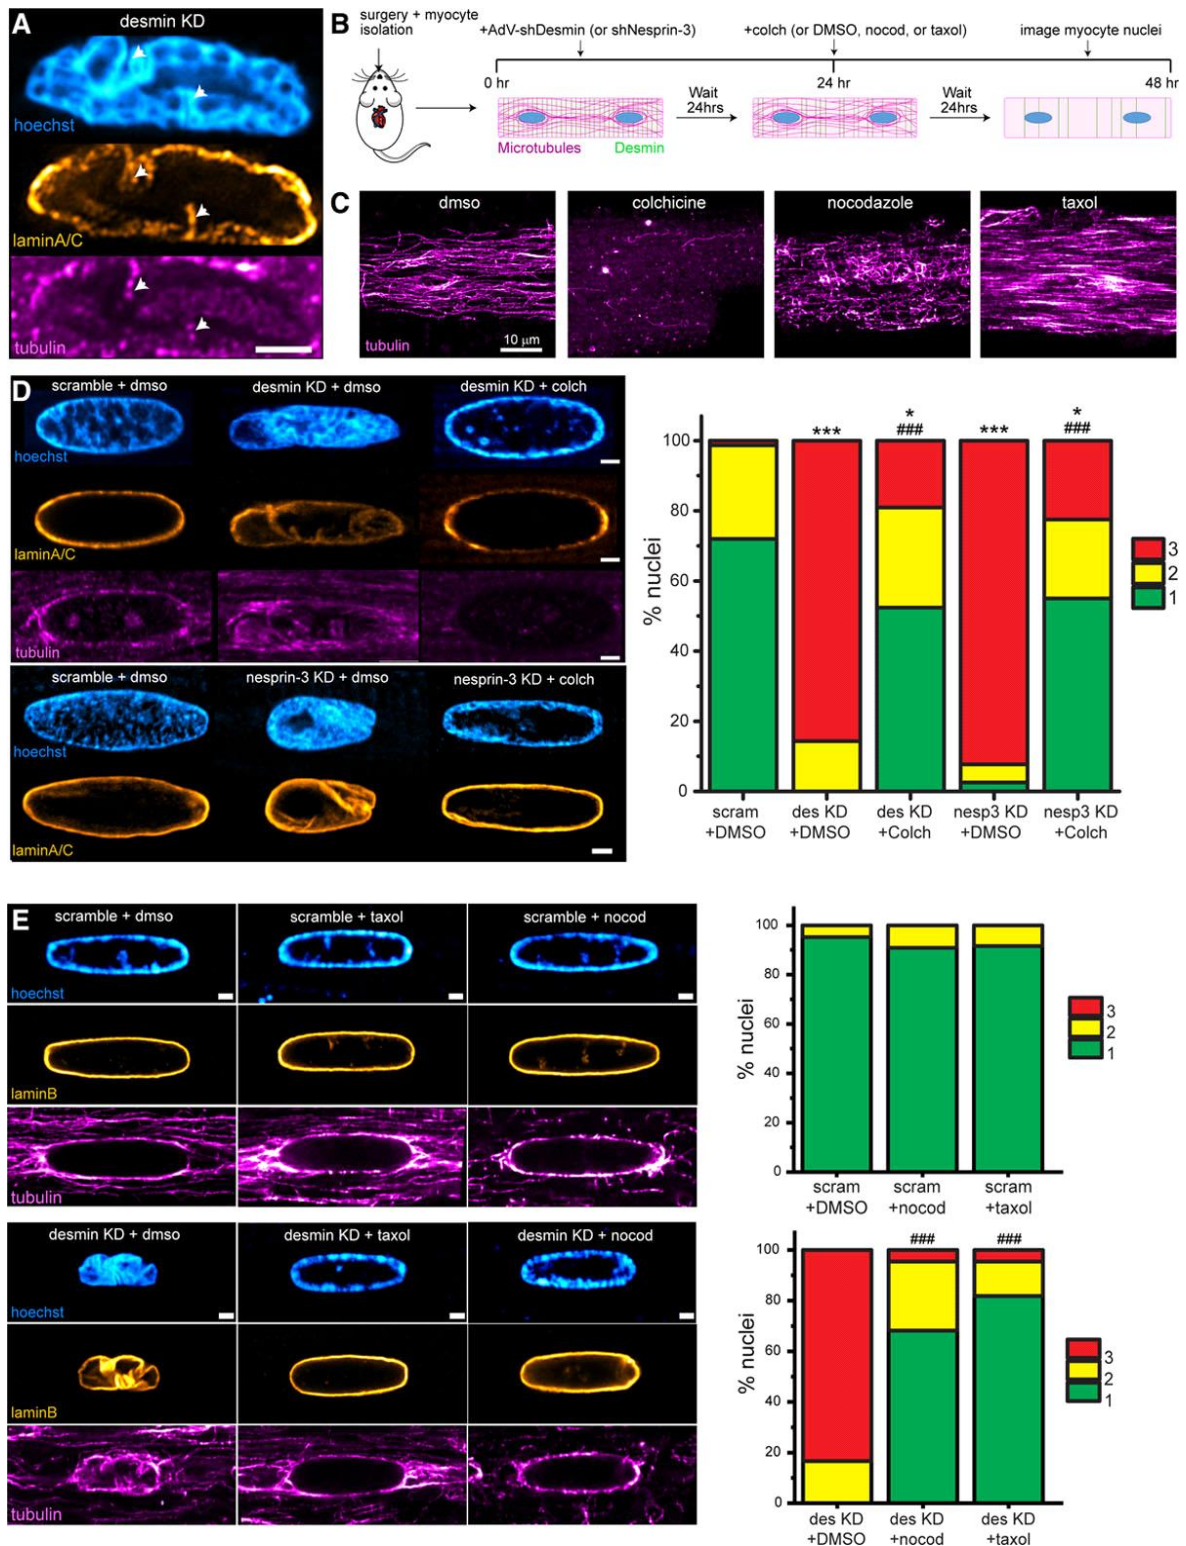 A
desmin KD
hoechst
laminA/C
tubulin
B
surgery + myocyte
isolation
+AdV-shDesmin (or shNesprin-3)
+colch (or DMSO, nocod, or taxol)
image myocyte nuclei
0 hr
24hr
48 hr
Wait
24hrs
Wait
24hrs
Microtubules
Desmin
C
dmso
colchicine
nocodazole
taxol
tubulin
10 μm
D
scramble + dmso
desmin KD + dmso
desmin KD + colch
hoechst
laminA/C
tubulin
scramble + dmso
nesprin-3 KD + dmso
nesprin-3 KD + colch
hoechst
laminA/C
% nuclei
100
80
60
40
20
0
***
*
###
***
*
###
3
2
1
scram
+DMSO
des KD
+DMSO
des KD
+Colch
nesp3 KD
+DMSO
nesp3 KD
+Colch
E
scramble + dmso
scramble + taxol
scramble + nocod
hoechst
laminB
tubulin
% nuclei
100
80
60
40
20
0
3
2
1
scram
+DMSO
scram
+nocod
scram
+taxol
desmin KD + dmso
desmin KD + taxol
desmin KD + nocod
hoechst
laminB
tubulin
% nuclei
100
80
60
40
20
0
###
###
3
2
1
des KD
+DMSO
des KD
+nocod
des KD
+taxol